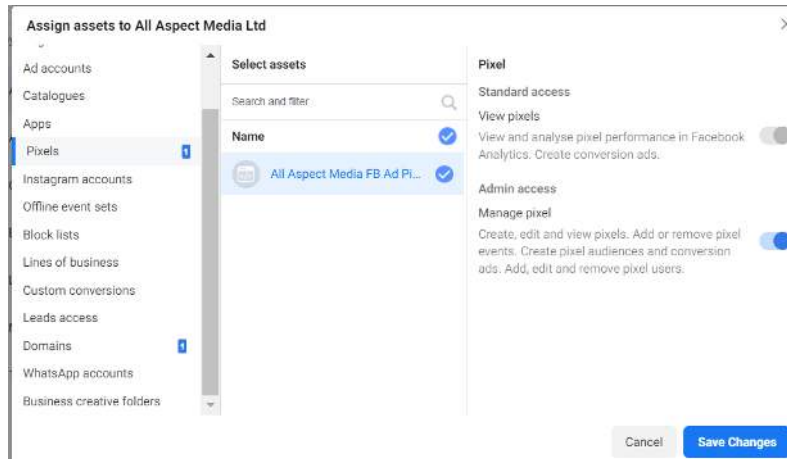 Assign assets to All Aspect Media Ltd
Ad accounts
Catalogues
Apps
Pixels 1
Instagram accounts
Offline event sets
Block lists
Lines of business
Custom conversions
Leads access
Domains 1
WhatsApp accounts
Business creative folders
Select assets
Search and filter
Name
All Aspect Media FB Ad Pi...
Pixel
Standard access
View pixels
View and analyse pixel performance in Facebook
Analytics. Create conversion ads.
Admin access
Manage pixel
Create, edit and view pixels. Add or remove pixel
events. Create pixel audiences and conversion
ads. Add, edit and remove pixel users.
Cancel
Save Changes